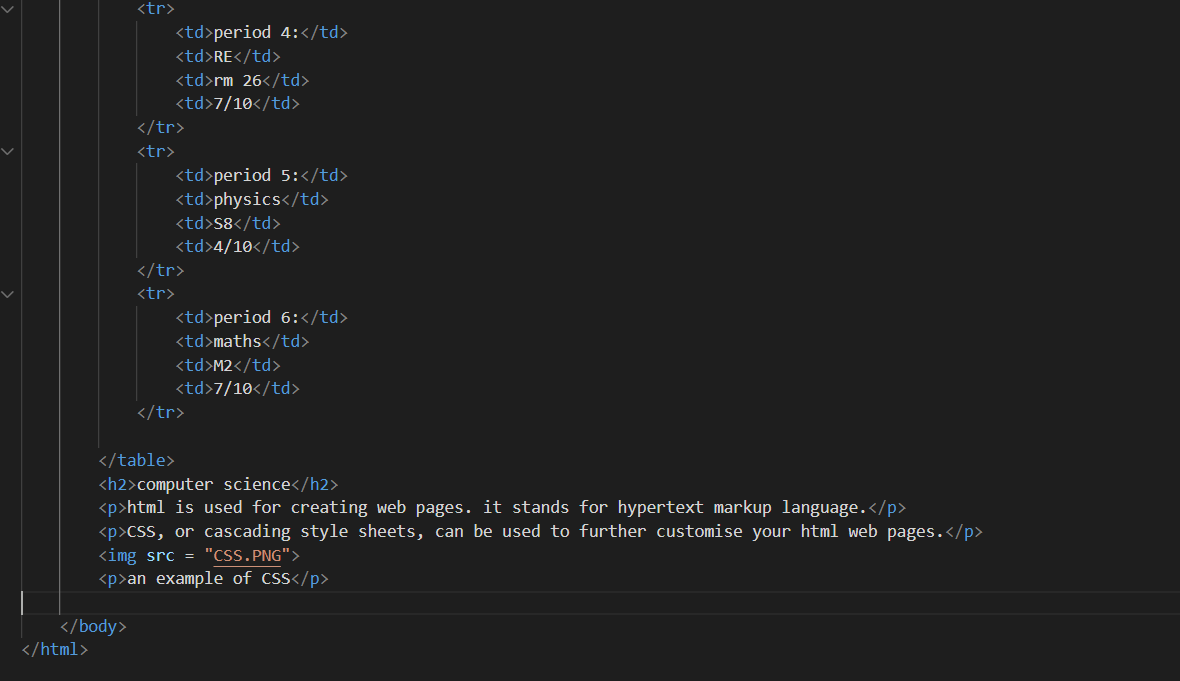 <tr>
<td>period 4:</td>
<td>RE</td>
<td>rm 26</td>
<td>7/10</td>
</tr>
<tr>
<td>period 5:</td>
<td>physics</td>
<td>S8</td>
<td>4/10</td>
</tr>
<tr>
<td>period 6:</td>
<td>maths</td>
<td>M2</td>
<td>7/10</td>
</tr>
</table>
<h2>computer science</h2>
<p>html is used for creating web pages. it stands for hypertext markup language.</p>
<p>CSS, or cascading style sheets, can be used to further customise your html web pages.</p>
<img src = "CSS.PNG">
<p>an example of CSS</p>
</body>
</html>